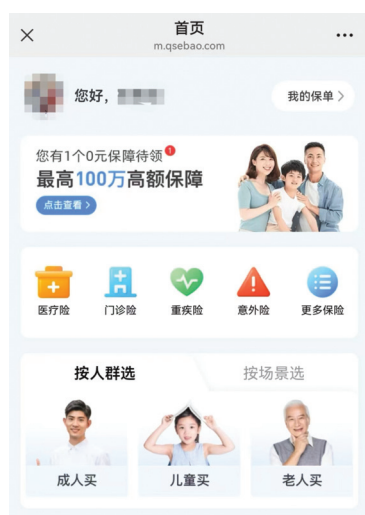 首页
m.qsebao.com
您好,
我的保单 >
您有1个0元保障待领
1
最高100万高额保障
点击查看 >
医疗险 门诊险 重疾险 意外险 更多保险
按人群选 按场景选
成人买 儿童买 老人买